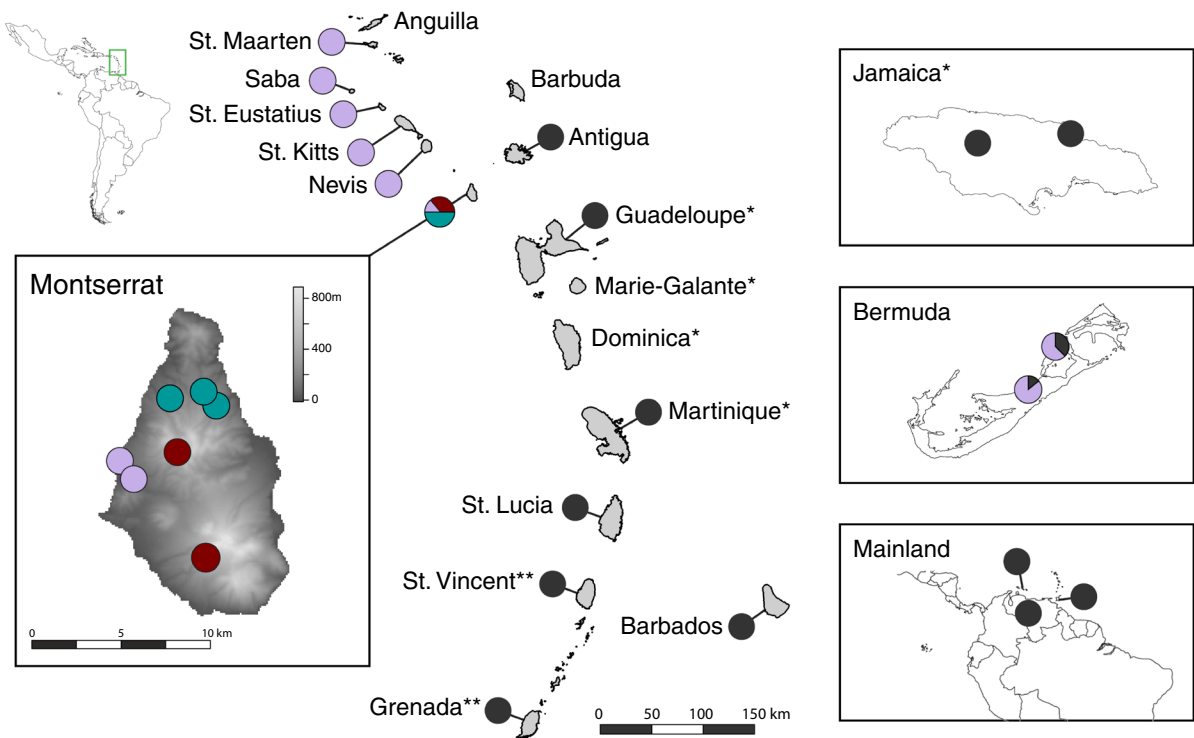 Anguilla
St. Maarten
Saba
Barbuda
St. Eustatius
Antigua
St. Kitts
Nevis
Guadeloupe*
Marie-Galante*
Dominica*
Martinique*
St. Lucia
St. Vincent**
Barbados
Grenada**
0 50 100 150 km
Montserrat
800m
400
0
0 5 10 km
Jamaica*
Bermuda
Mainland